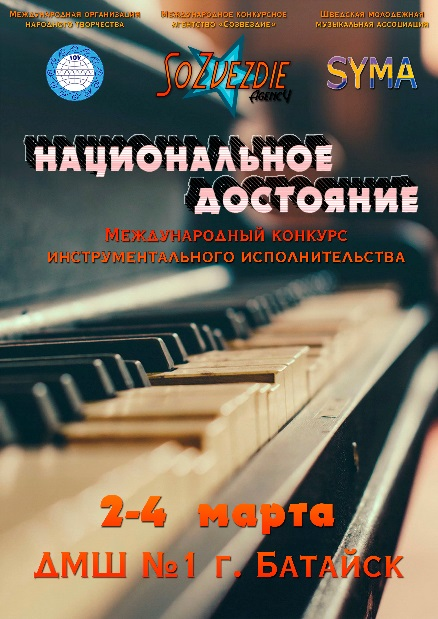 Международная организация
народного творчества
Международное конкурсное
агентство «Созвездие»
Шведская молодежная
музыкальная ассоциация
IOV
SoZvezdie
Agency
SYMA
НАЦИОНАЛЬНОЕ
ДОСТОЯНИЕ
Международный конкурс
инструментального исполнительства
2-4 марта
ДМШ №1 г. Батайск